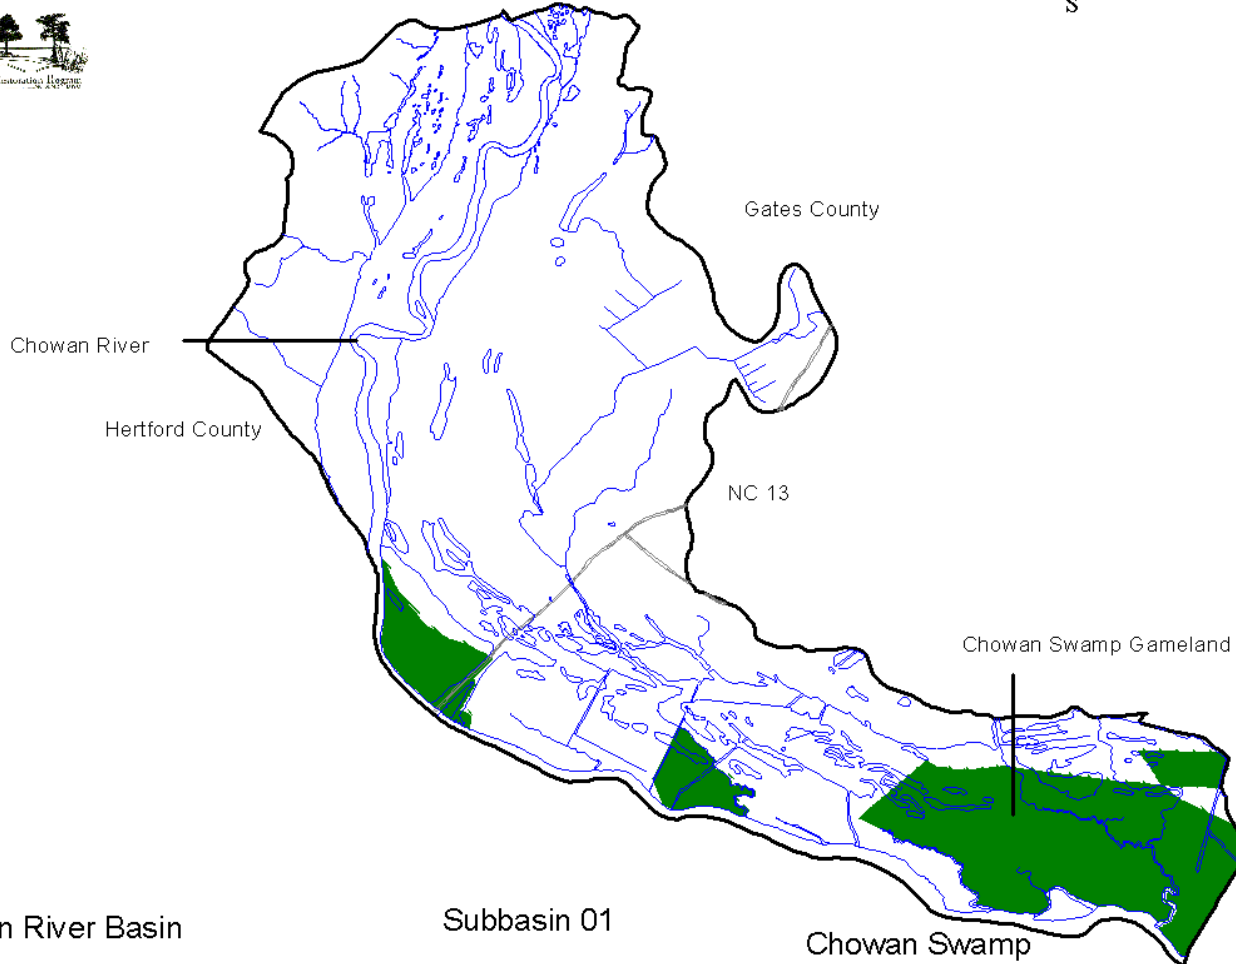 S
Gates County
Chowan River
Hertford County
NC 13
Chowan Swamp Gameland
n River Basin
Subbasin 01
Chowan Swamp